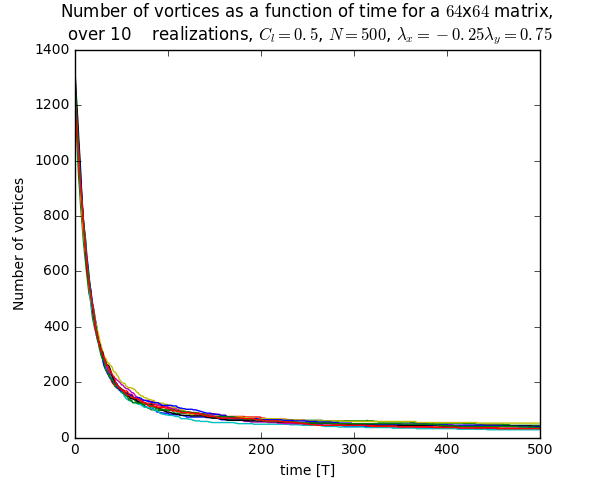 Number of vortices as a function of time for a 64x64 matrix,
over 10 realizations, C_l = 0.5, N = 500, λ_x = −0.25λ_y = 0.75
1400
1200
1000
800
600
400
200
0
Number of vortices
0 100 200 300 400 500
time [T]